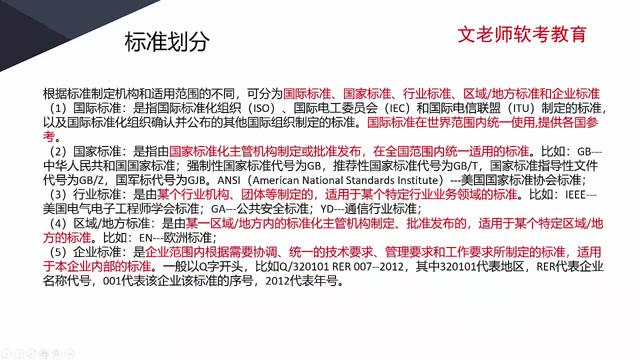 标准划分
文老师软考教育
根据标准制定机构和适用范围的不同，可分为国际标准、国家标准、行业标准、区域/地方标准和企业标准
（1）国际标准：是指国际标准化组织（ISO）、国际电工委员会（IEC）和国际电信联盟（ITU）制定的标准，
以及国际标准化组织确认并公布的其他国际组织制定的标准。国际标准在世界范围内统一使用,提供各国参
考。
（2）国家标准：是指由国家标准化主管机构制定或批准发布，在全国范围内统一适用的标准。比如：GB---
中华人民共和国国家标准；强制性国家标准代号为GB，推荐性国家标准代号为GB/T，国家标准指导性文件
代号为GB/Z，国军标代号为GJB。ANSI（American National Standards Institute）---美国国家标准协会标准；
（3）行业标准：是由某个行业机构、团体等制定的，适用于某个特定行业业务领域的标准。比如：IEEE---
美国电气电子工程师学会标准；GA---公共安全标准；YD---通信行业标准；
（4）区域/地方标准：是由某一区域/地方内的标准化主管机构制定、批准发布的，适用于某个特定区域/地
方的标准。比如：EN---欧洲标准；
（5）企业标准：是企业范围内根据需要协调、统一的技术要求、管理要求和工作要求所制定的标准，适用
于本企业内部的标准。一般以Q字开头，比如Q/320101 RER 007--2012，其中320101代表地区，RER代表企业
名称代号，001代表该企业该标准的序号，2012代表年号。